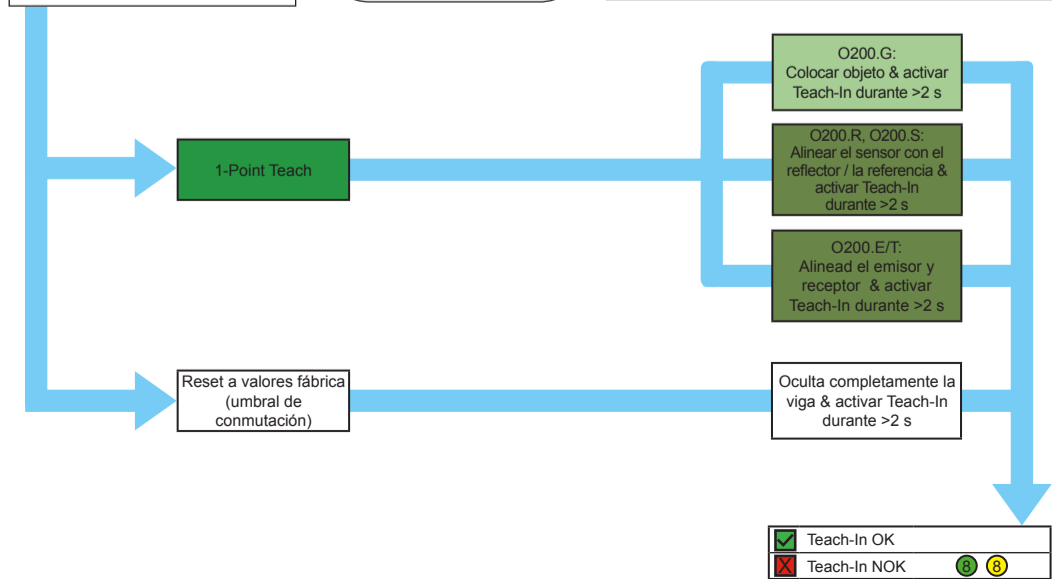 O200.G:
Colocar objeto & activar
Teach-In durante >2 s
1-Point Teach
O200.R, O200.S:
Alinear el sensor con el
reflector / la referencia &
activar Teach-In
durante >2 s
O200.E/T:
Alinead el emisor y
receptor & activar
Teach-In durante >2 s
Reset a valores fábrica
(umbral de
conmutación)
Oculta completamente la
viga & activar Teach-In
durante >2 s
Teach-In OK
X Teach-In NOK 8 8